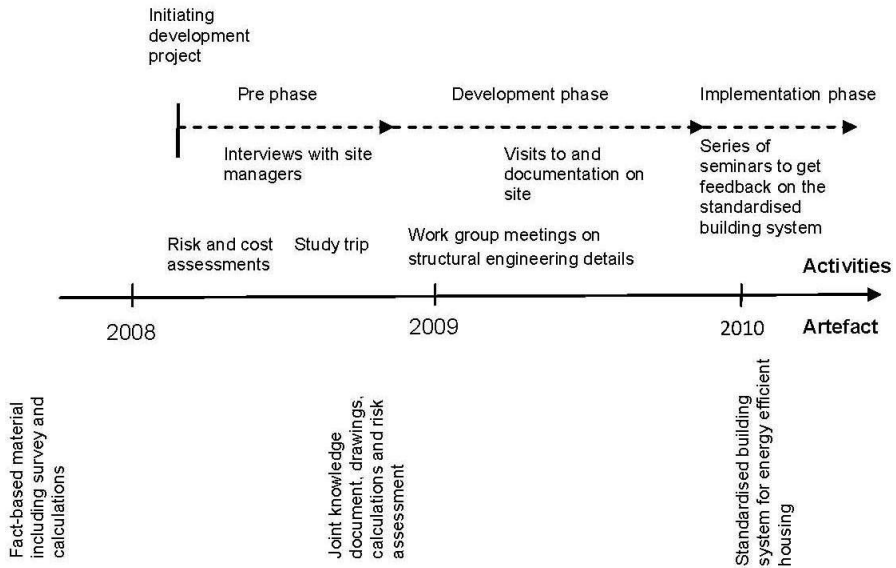 Initiating
development
project
Pre phase
Development phase
Implementation phase
Interviews with site
managers
Visits to and
documentation on
site
Series of
seminars to get
feedback on the
standardised
building system
Risk and cost
assessments
Study trip
Work group meetings on
structural engineering details
Activities
2008
2009
2010
Artefact
Fact-based material
including survey and
calculations
Joint knowledge
document, drawings,
calculations and risk
assessment
Standardised building
system for energy efficient
housing